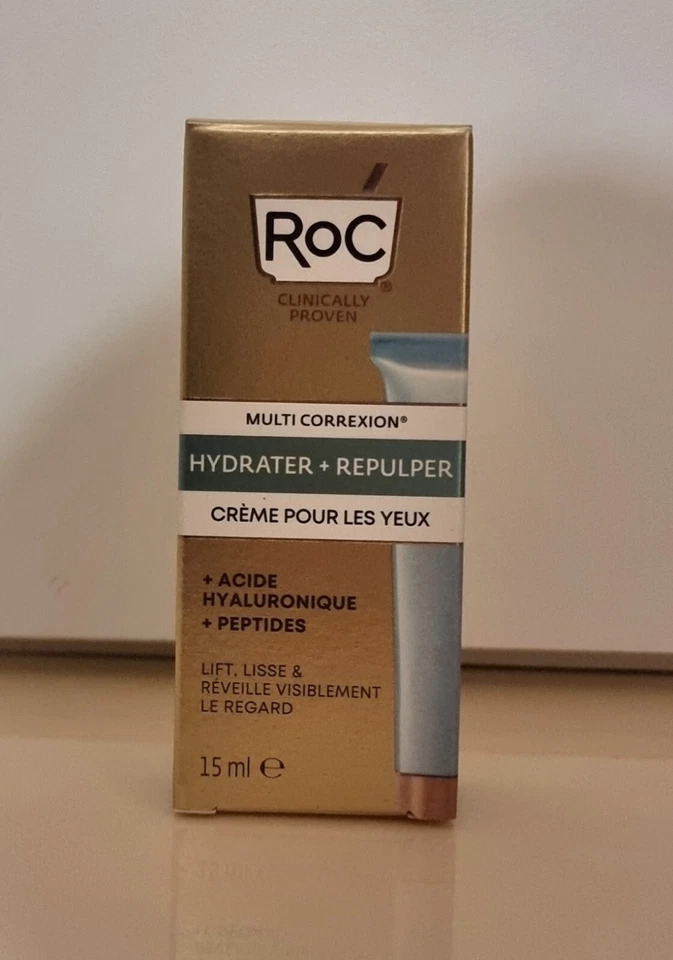 RoC®
CLINICALLY
PROVEN
MULTI CORREXION®
HYDRATER + REPULPER
CRÈME POUR LES YEUX
+ ACIDE
HYALURONIQUE
+ PEPTIDES
LIFT, LISSE &
RÉVEILLE VISIBLEMENT
LE REGARD
15 ml ℮